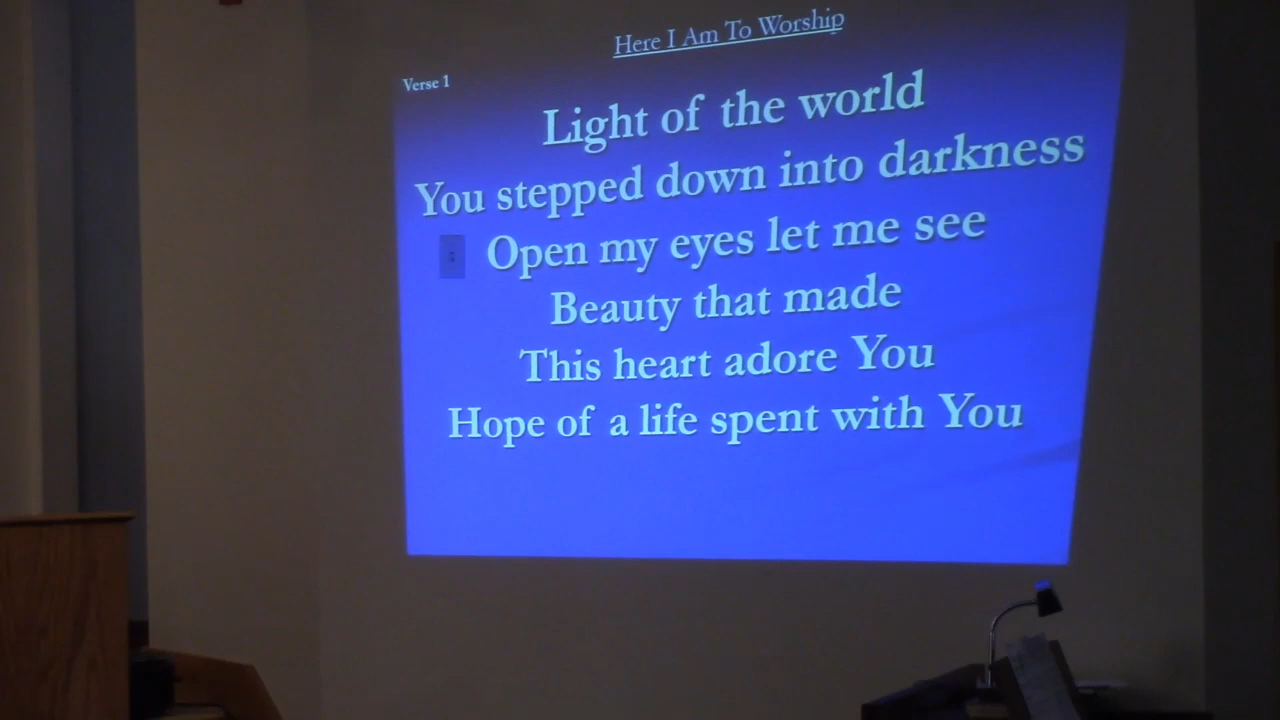 Here I Am To Worship
Verse 1
Light of the world
You stepped down into darkness
Open my eyes let me see
Beauty that made
This heart adore You
Hope of a life spent with You